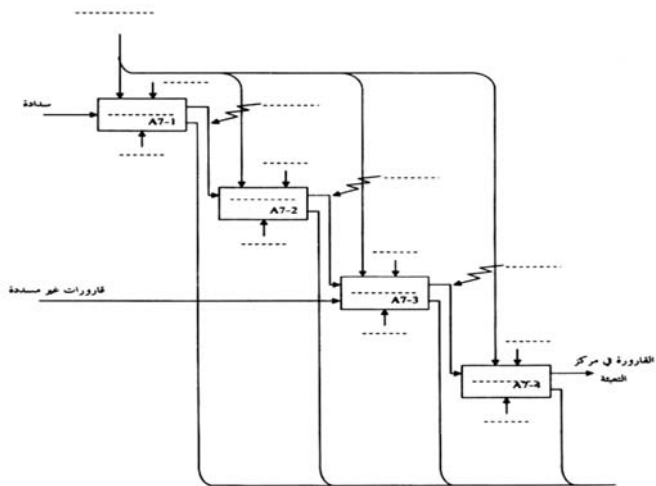 سدادة
A7-1
A7-2
قارورات غير مسددة
A7-3
القارورة في مركز
التعبئة
A7-4